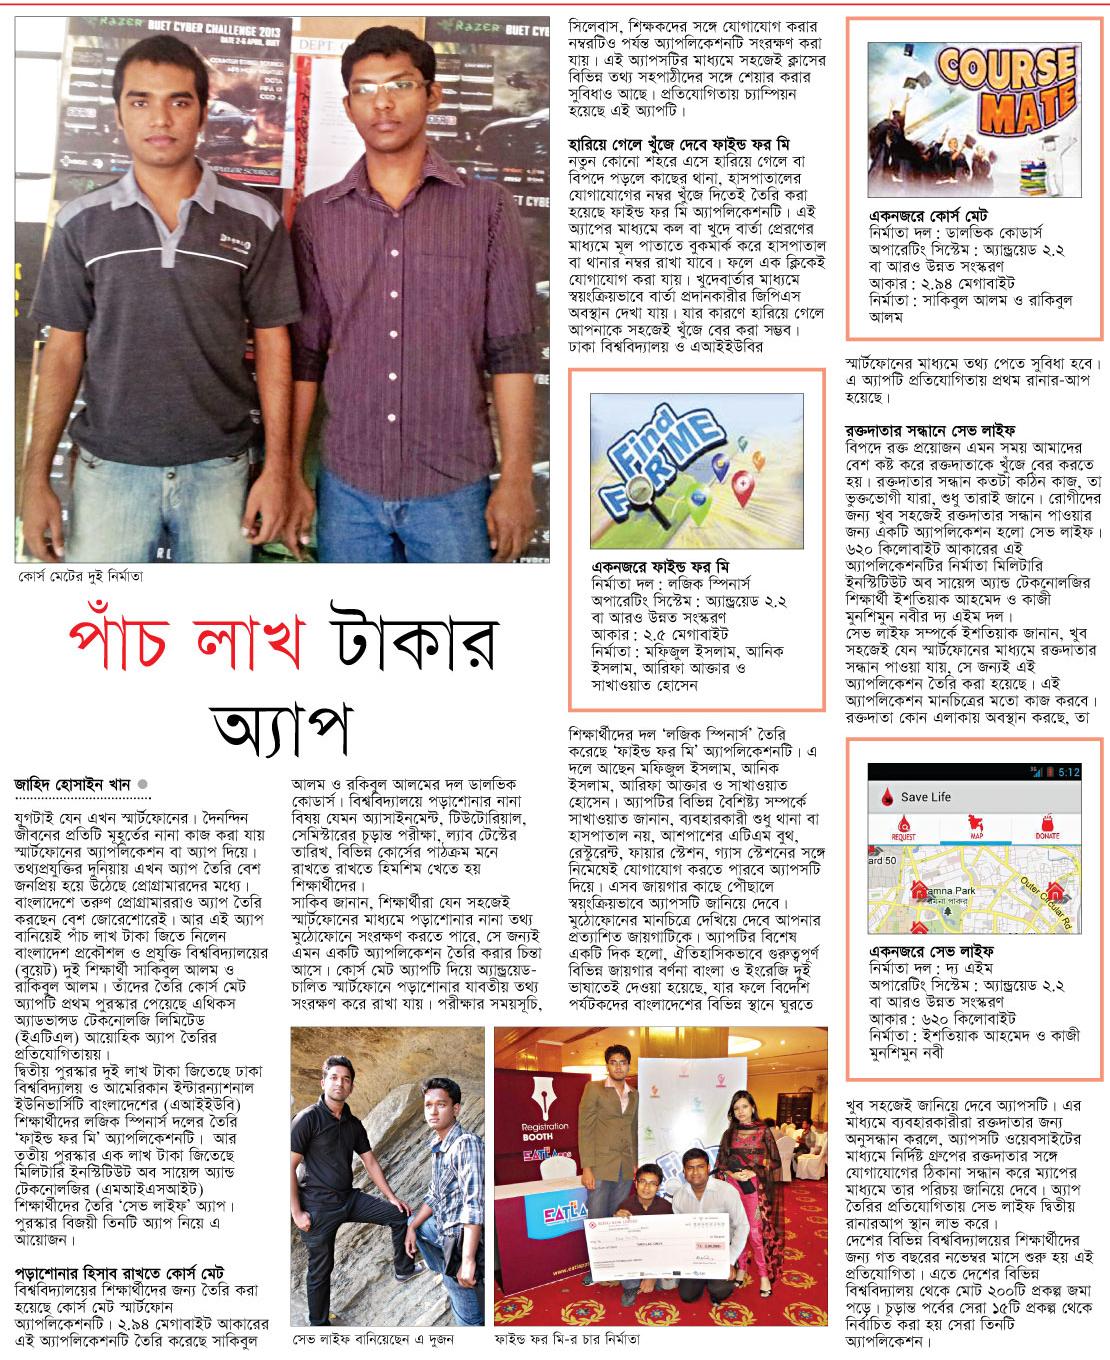 RAZER
BUET CYBER CHALLENGE 2013
DATE 2-6 APRIL, BUET
RAZER BUET CYBE
DEPT.
কোর্স মেটের দুই নির্মাতা
পাঁচ লাখ টাকার
অ্যাপ
জাহিদ হোসাইন খান
যুগটাই যেন এখন স্মার্টফোনের। দৈনন্দিন
জীবনের প্রতিটি মূহূর্তের নানা কাজ করা যায়
স্মার্টফোনের অ্যাপলিকেশন বা অ্যাপ দিয়ে।
তথ্যপ্রযুক্তির দুনিয়ায় এখন অ্যাপ তৈরি বেশ
জনপ্রিয় হয়ে উঠেছে প্রোগ্রামারদের মধ্যে।
বাংলাদেশে তরুণ প্রোগ্রামাররাও অ্যাপ তৈরি
করছেন বেশ জোরেশোরেই। আর এই অ্যাপ
বানিয়েই পাঁচ লাখ টাকা জিতে নিলেন
বাংলাদেশ প্রকৌশল ও প্রযুক্তি বিশ্ববিদ্যালয়ের
(বুয়েট) দুই শিক্ষার্থী সাকিবুল আলম ও
রাকিবুল আলম। তাঁদের তৈরি কোর্স মেট
অ্যাপটি প্রথম পুরস্কার পেয়েছে এথিকস
অ্যাডভান্সড টেকনোলজি লিমিটেড
(ইএটিএল) আয়োহিক অ্যাপ তৈরির
প্রতিযোগিতায়য়।
দ্বিতীয় পুরস্কার দুই লাখ টাকা জিতেছে ঢাকা
বিশ্ববিদ্যালয় ও আমেরিকান ইন্টারন্যাশনাল
ইউনিভার্সিটি বাংলাদেশের (এআইইউবি)
শিক্ষার্থীদের লজিক স্পিনার্স দলের তৈরি
‘ফাইন্ড ফর মি’ অ্যাপলিকেশনটি। আর
তৃতীয় পুরস্কার এক লাখ টাকা জিতেছে
মিলিটারি ইনস্টিটিউট অব সায়েন্স অ্যান্ড
টেকনোলজির (এমআইএসআইট)
শিক্ষার্থীদের তৈরি ‘সেভ লাইফ’ অ্যাপ।
পুরস্কার বিজয়ী তিনটি অ্যাপ নিয়ে এ
আয়োজন।
পড়াশোনার হিসাব রাখতে কোর্স মেট
বিশ্ববিদ্যালয়ের শিক্ষার্থীদের জন্য তৈরি করা
হয়েছে কোর্স মেট স্মার্টফোন
অ্যাপলিকেশনটি। ২.৯৪ মেগাবাইট আকারের
এই অ্যাপলিকেশনটি তৈরি করেছে সাকিবুল
আলম ও রকিবুল আলমের দল ডালভিক
কোডার্স। বিশ্ববিদ্যালয়ে পড়াশোনার নানা
বিষয় যেমন অ্যাসাইনমেন্ট, টিউটোরিয়াল,
সেমিস্টারের চূড়ান্ত পরীক্ষা, ল্যাব টেস্টের
তারিখ, বিভিন্ন কোর্সের পাঠক্রম মনে
রাখতে রাখতে হিমশিম খেতে হয়
শিক্ষার্থীদের।
সাকিব জানান, শিক্ষার্থীরা যেন সহজেই
স্মার্টফোনের মাধ্যমে পড়াশোনার নানা তথ্য
মুঠোফোনে সংরক্ষণ করতে পারে, সে জন্যই
এমন একটি অ্যাপলিকেশন তৈরি করার চিন্তা
আসে। কোর্স মেট অ্যাপটি দিয়ে অ্যান্ড্রয়েড-
চালিত স্মার্টফোনে পড়াশোনার যাবতীয় তথ্য
সংরক্ষণ করে রাখা যায়। পরীক্ষার সময়সূচি,
সেভ লাইফ বানিয়েছেন এ দুজন
Registration
BOOTH
EATL
EATL
www.eatlapp
ফাইন্ড ফর মি-র চার নির্মাতা
সিলেবাস, শিক্ষকদের সঙ্গে যোগাযোগ করার
নম্বরটিও পর্যন্ত অ্যাপলিকেশনটি সংরক্ষণ করা
যায়। এই অ্যাপসটির মাধ্যমে সহজেই ক্লাসের
বিভিন্ন তথ্য সহপাঠীদের সঙ্গে শেয়ার করার
সুবিধাও আছে। প্রতিযোগিতায় চ্যাম্পিয়ন
হয়েছে এই অ্যাপটি।
হারিয়ে গেলে খুঁজে দেবে ফাইন্ড ফর মি
নতুন কোনো শহরে এসে হারিয়ে গেলে বা
বিপদে পড়লে কাছের থানা, হাসপাতালের
যোগাযোগের নম্বর খুঁজে দিতেই তৈরি করা
হয়েছে ফাইন্ড ফর মি অ্যাপলিকেশনটি। এই
অ্যাপের মাধ্যমে কল বা খুদে বার্তা প্রেরণের
মাধ্যমে মূল পাতাতে বুকমার্ক করে হাসপাতাল
বা থানার নম্বর রাখা যাবে। ফলে এক ক্লিকেই
যোগাযোগ করা যায়। খুদেবার্তার মাধ্যমে
স্বয়ংক্রিয়ভাবে বার্তা প্রদানকারীর জিপিএস
অবস্থান দেখা যায়। যার কারণে হারিয়ে গেলে
আপনাকে সহজেই খুঁজে বের করা সম্ভব।
ঢাকা বিশ্ববিদ্যালয় ও এআইইউবির
Find
FOR ME
একনজরে ফাইন্ড ফর মি
নির্মাতা দল : লজিক স্পিনার্স
অপারেটিং সিস্টেম : অ্যান্ড্রয়েড ২.২
বা আরও উন্নত সংস্করণ
আকার : ২.৫ মেগাবাইট
নির্মাতা : মফিজুল ইসলাম, আনিক
ইসলাম, আরিফা আক্তার ও
সাখাওয়াত হোসেন
শিক্ষার্থীদের দল ‘লজিক স্পিনার্স’ তৈরি
করেছে ‘ফাইন্ড ফর মি’ অ্যাপলিকেশনটি। এ
দলে আছেন মফিজুল ইসলাম, আনিক
ইসলাম, আরিফা আক্তার ও সাখাওয়াত
হোসেন। অ্যাপটির বিভিন্ন বৈশিষ্ট্য সম্পর্কে
সাখাওয়াত জানান, ব্যবহারকারী শুধু থানা বা
হাসপাতাল নয়, আশপাশের এটিএম বুথ,
রেস্টুরেন্ট, ফায়ার স্টেশন, গ্যাস স্টেশনের সঙ্গে
নিমেষেই যোগাযোগ করতে পারবে অ্যাপসটি
দিয়ে। এসব জায়গার কাছে পৌঁছালে
স্বয়ংক্রিয়ভাবে অ্যাপসটি জানিয়ে দেবে।
মুঠোফোনের মানচিত্রে দেখিয়ে দেবে আপনার
প্রত্যাশিত জায়গাটিকে। অ্যাপটির বিশেষ
একটি দিক হলো, ঐতিহাসিকভাবে গুরুত্বপূর্ণ
বিভিন্ন জায়গার বর্ণনা বাংলা ও ইংরেজি দুই
ভাষাতেই দেওয়া হয়েছে, যার ফলে বিদেশি
পর্যটকদের বাংলাদেশের বিভিন্ন স্থানে ঘুরতে
COURSE
MATE
একনজরে কোর্স মেট
নির্মাতা দল : ডালভিক কোডার্স
অপারেটিং সিস্টেম : অ্যান্ড্রয়েড ২.২
বা আরও উন্নত সংস্করণ
আকার : ২.৯৪ মেগাবাইট
নির্মাতা : সাকিবুল আলম ও রাকিবুল
আলম
স্মার্টফোনের মাধ্যমে তথ্য পেতে সুবিধা হবে।
এ অ্যাপটি প্রতিযোগিতায় প্রথম রানার-আপ
হয়েছে।
রক্তদাতার সন্ধানে সেভ লাইফ
বিপদে রক্ত প্রয়োজন এমন সময় আমাদের
বেশ কষ্ট করে রক্তদাতাকে খুঁজে বের করতে
হয়। রক্তদাতার সন্ধান কতটা কঠিন কাজ, তা
ভুক্তভোগী যারা, শুধু তারাই জানে। রোগীদের
জন্য খুব সহজেই রক্তদাতার সন্ধান পাওয়ার
জন্য একটি অ্যাপলিকেশন হলো সেভ লাইফ।
৬২০ কিলোবাইট আকারের এই
অ্যাপলিকেশনটির নির্মাতা মিলিটারি
ইনস্টিটিউট অব সায়েন্স অ্যান্ড টেকনোলজির
শিক্ষার্থী ইশতিয়াক আহমেদ ও কাজী
মুনশিমুন নবীর দ্য এইম দল।
সেভ লাইফ সম্পর্কে ইশতিয়াক জানান, খুব
সহজেই যেন স্মার্টফোনের মাধ্যমে রক্তদাতার
সন্ধান পাওয়া যায়, সে জন্যই এই
অ্যাপলিকেশন তৈরি করা হয়েছে। এই
অ্যাপলিকেশন মানচিত্রের মতো কাজ করবে।
রক্তদাতা কোন এলাকায় অবস্থান করছে, তা
5:12
Save Life
REQUEST
MAP
DONATE
ard 50
amna Park
Outer Circular Rd
একনজরে সেভ লাইফ
নির্মাতা দল : দ্য এইম
অপারেটিং সিস্টেম : অ্যান্ড্রয়েড ২.২
বা আরও উন্নত সংস্করণ
আকার : ৬২০ কিলোবাইট
নির্মাতা : ইশতিয়াক আহমেদ ও কাজী
মুনশিমুন নবী
খুব সহজেই জানিয়ে দেবে অ্যাপসটি। এর
মাধ্যমে ব্যবহারকারীরা রক্তদাতার জন্য
অনুসন্ধান করলে, অ্যাপসটি ওয়েবসাইটের
মাধ্যমে নির্দিষ্ট গ্রুপের রক্তদাতার সঙ্গে
যোগাযোগের ঠিকানা সন্ধান করে ম্যাপের
মাধ্যমে তার পরিচয় জানিয়ে দেবে। অ্যাপ
তৈরির প্রতিযোগিতায় সেভ লাইফ দ্বিতীয়
রানারআপ স্থান লাভ করে।
দেশের বিভিন্ন বিশ্ববিদ্যালয়ের শিক্ষার্থীদের
জন্য গত বছরের নভেম্বর মাসে শুরু হয় এই
প্রতিযোগিতা। এতে দেশের বিভিন্ন
বিশ্ববিদ্যালয় থেকে মোট ২০০টি প্রকল্প জমা
পড়ে। চূড়ান্ত পর্বের সেরা ১৫টি প্রকল্প থেকে
নির্বাচিত করা হয় সেরা তিনটি
অ্যাপলিকেশন।